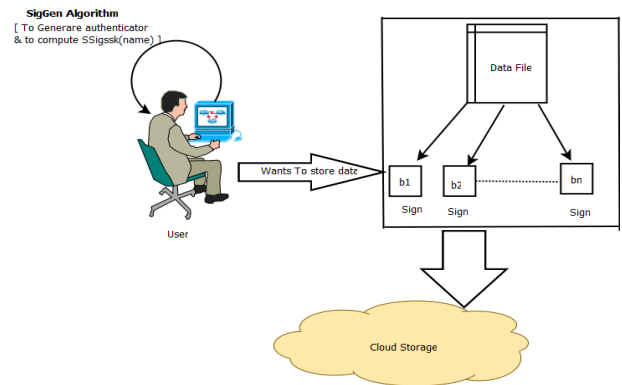 SigGen Algorithm
[ To Generare authenticator
& to compute SSigssk(name) ]
Data File
Wants To store data
b1
b2
bn
Sign
Sign
Sign
User
Cloud Storage